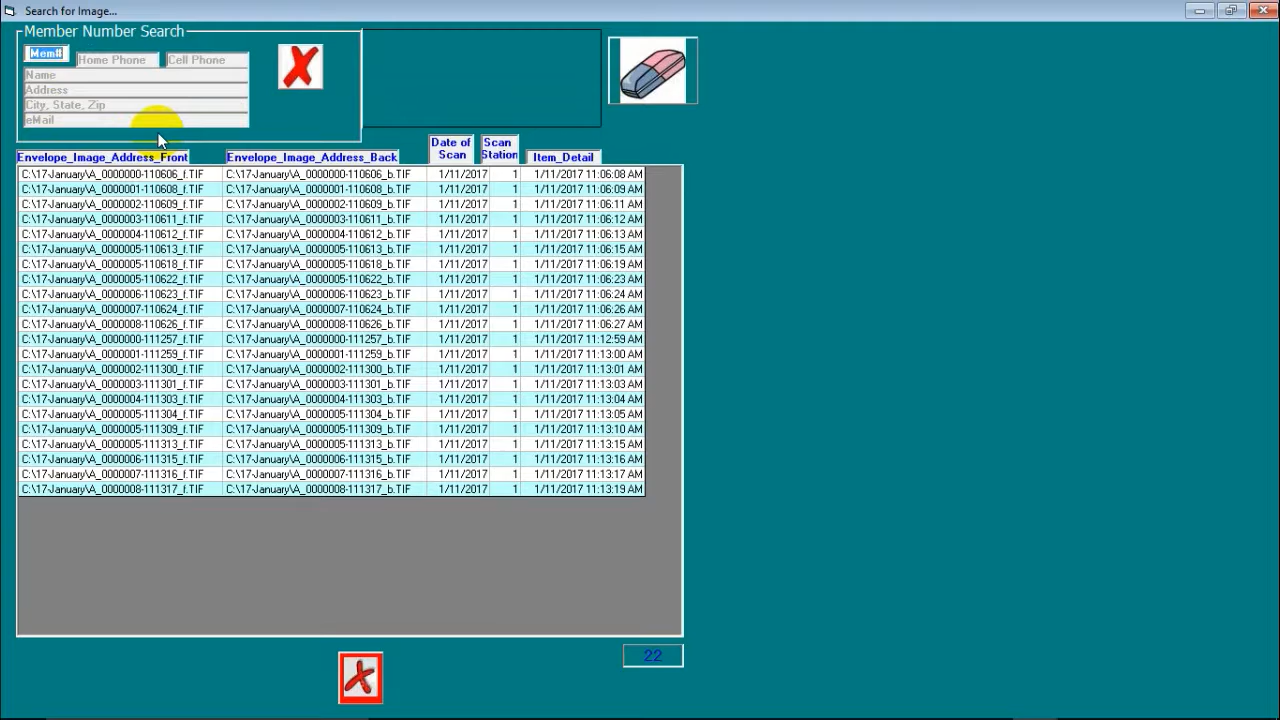 Search for Image...
Member Number Search
Mem#
Home Phone
Cell Phone
Name
Address
City, State, Zip
eMail
Envelope_Image_Address_Front Envelope_Image_Address_Back Date of Scan Scan Station Item_Detail
C:\17-January\A_0000000-110606_f.TIF C:\17-January\A_0000000-110606_b.TIF 1/11/2017 1 1/11/2017 11:06:08 AM
C:\17-January\A_0000001-110608_f.TIF C:\17-January\A_0000001-110608_b.TIF 1/11/2017 1 1/11/2017 11:06:09 AM
C:\17-January\A_0000002-110609_f.TIF C:\17-January\A_0000002-110609_b.TIF 1/11/2017 1 1/11/2017 11:06:11 AM
C:\17-January\A_0000003-110611_f.TIF C:\17-January\A_0000003-110611_b.TIF 1/11/2017 1 1/11/2017 11:06:12 AM
C:\17-January\A_0000004-110612_f.TIF C:\17-January\A_0000004-110612_b.TIF 1/11/2017 1 1/11/2017 11:06:13 AM
C:\17-January\A_0000005-110613_f.TIF C:\17-January\A_0000005-110613_b.TIF 1/11/2017 1 1/11/2017 11:06:15 AM
C:\17-January\A_0000005-110618_f.TIF C:\17-January\A_0000005-110618_b.TIF 1/11/2017 1 1/11/2017 11:06:19 AM
C:\17-January\A_0000005-110622_f.TIF C:\17-January\A_0000005-110622_b.TIF 1/11/2017 1 1/11/2017 11:06:23 AM
C:\17-January\A_0000006-110623_f.TIF C:\17-January\A_0000006-110623_b.TIF 1/11/2017 1 1/11/2017 11:06:24 AM
C:\17-January\A_0000007-110624_f.TIF C:\17-January\A_0000007-110624_b.TIF 1/11/2017 1 1/11/2017 11:06:26 AM
C:\17-January\A_0000008-110626_f.TIF C:\17-January\A_0000008-110626_b.TIF 1/11/2017 1 1/11/2017 11:06:27 AM
C:\17-January\A_0000000-111257_f.TIF C:\17-January\A_0000000-111257_b.TIF 1/11/2017 1 1/11/2017 11:12:59 AM
C:\17-January\A_0000001-111259_f.TIF C:\17-January\A_0000001-111259_b.TIF 1/11/2017 1 1/11/2017 11:13:00 AM
C:\17-January\A_0000002-111300_f.TIF C:\17-January\A_0000002-111300_b.TIF 1/11/2017 1 1/11/2017 11:13:01 AM
C:\17-January\A_0000003-111301_f.TIF C:\17-January\A_0000003-111301_b.TIF 1/11/2017 1 1/11/2017 11:13:03 AM
C:\17-January\A_0000004-111303_f.TIF C:\17-January\A_0000004-111303_b.TIF 1/11/2017 1 1/11/2017 11:13:04 AM
C:\17-January\A_0000005-111304_f.TIF C:\17-January\A_0000005-111304_b.TIF 1/11/2017 1 1/11/2017 11:13:05 AM
C:\17-January\A_0000005-111309_f.TIF C:\17-January\A_0000005-111309_b.TIF 1/11/2017 1 1/11/2017 11:13:10 AM
C:\17-January\A_0000005-111313_f.TIF C:\17-January\A_0000005-111313_b.TIF 1/11/2017 1 1/11/2017 11:13:15 AM
C:\17-January\A_0000006-111315_f.TIF C:\17-January\A_0000006-111315_b.TIF 1/11/2017 1 1/11/2017 11:13:16 AM
C:\17-January\A_0000007-111316_f.TIF C:\17-January\A_0000007-111316_b.TIF 1/11/2017 1 1/11/2017 11:13:17 AM
C:\17-January\A_0000008-111317_f.TIF C:\17-January\A_0000008-111317_b.TIF 1/11/2017 1 1/11/2017 11:13:19 AM
22